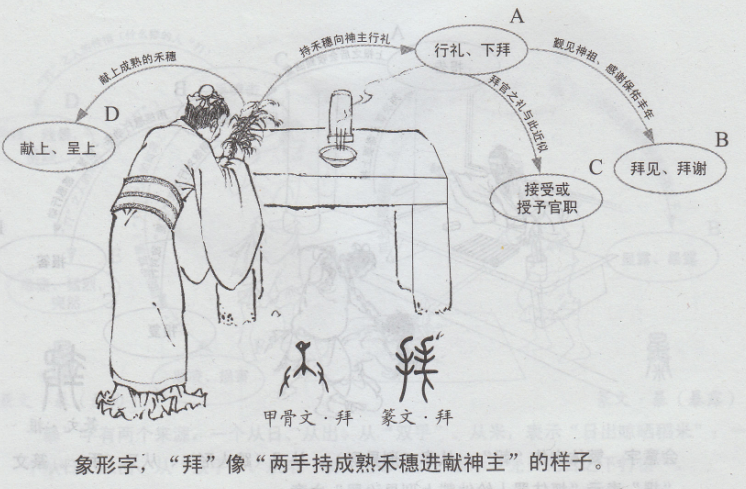 A
持禾穗向神主行礼
行礼、下拜
觐见神祖、感谢保佑丰年
献上成熟的禾穗
拜官之礼与此近似
D
献上、呈上
B
拜见、拜谢
C
接受或
授予官职
甲骨文·拜
篆文·拜
象形字，“拜”像“两手持成熟禾穗进献神主”的样子。